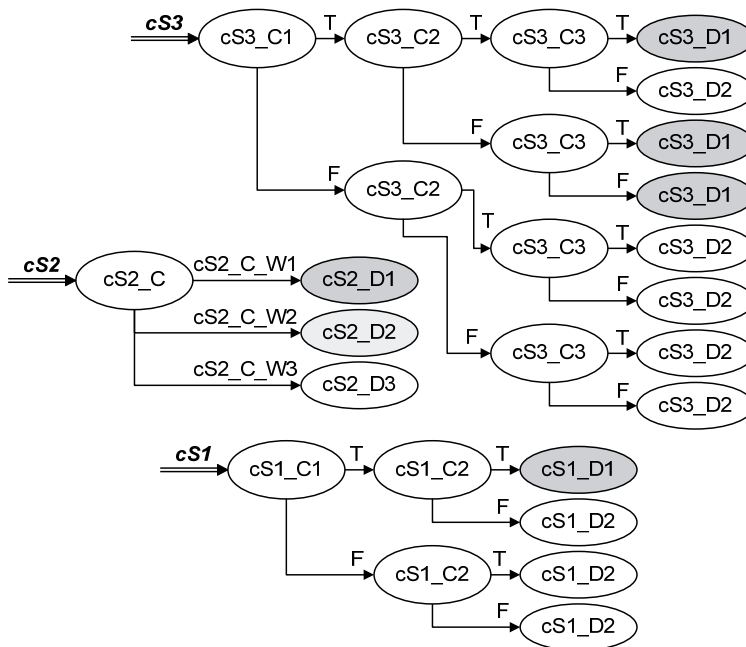 cS3 cS3_C1 T cS3_C2 T cS3_C3 T cS3_D1
F cS3_D2
F cS3_C3 T cS3_D1
F cS3_C2 F cS3_D1
T cS3_C3 T cS3_D2
cS2 cS2_C cS2_C_W1 cS2_D1
F cS3_D2
cS2_C_W2 cS2_D2
F cS3_C3 T cS3_D2
cS2_C_W3 cS2_D3
F cS3_D2
cS1 cS1_C1 T cS1_C2 T cS1_D1
F cS1_D2
F cS1_C2 T cS1_D2
F cS1_D2